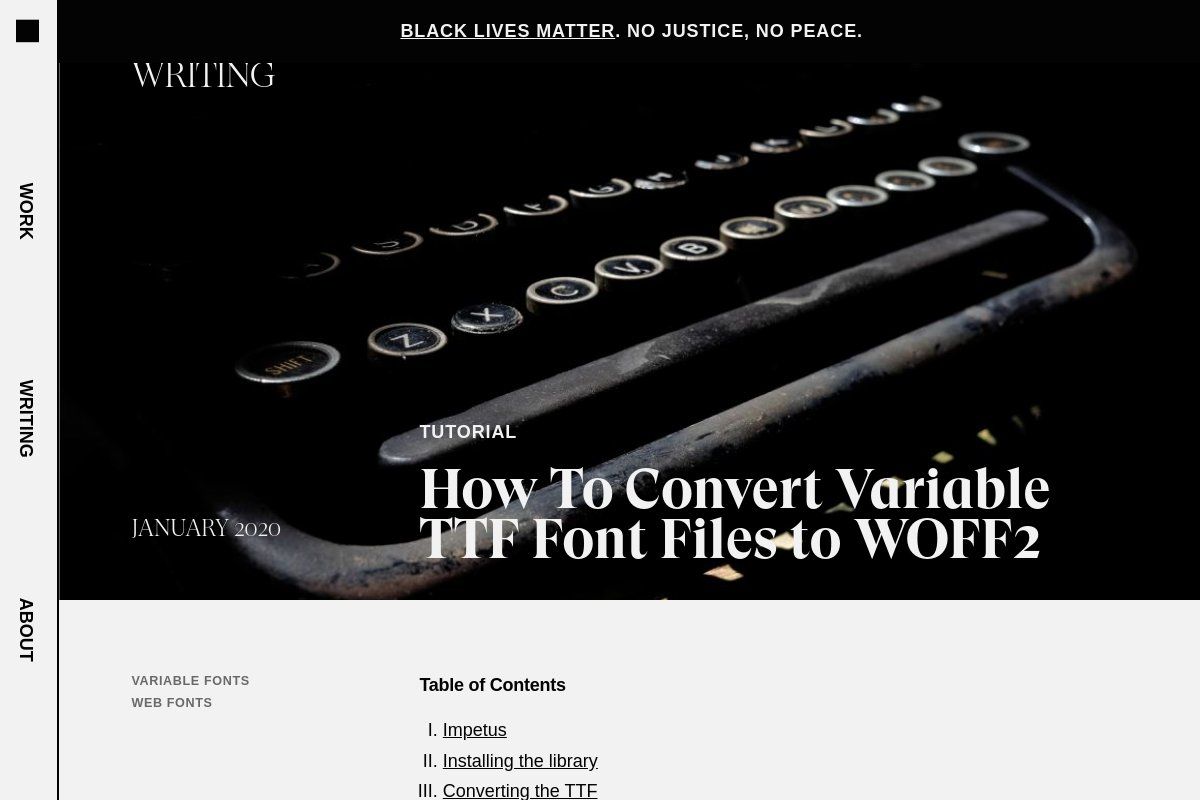 BLACK LIVES MATTER. NO JUSTICE, NO PEACE.
WRITING
WORK
WRITING
ABOUT
SHIFT
Z
X
C
V
B
TUTORIAL
How To Convert Variable
TTF Font Files to WOFF2
JANUARY 2020
VARIABLE FONTS
WEB FONTS
Table of Contents
I. Impetus
II. Installing the library
III. Converting the TTF